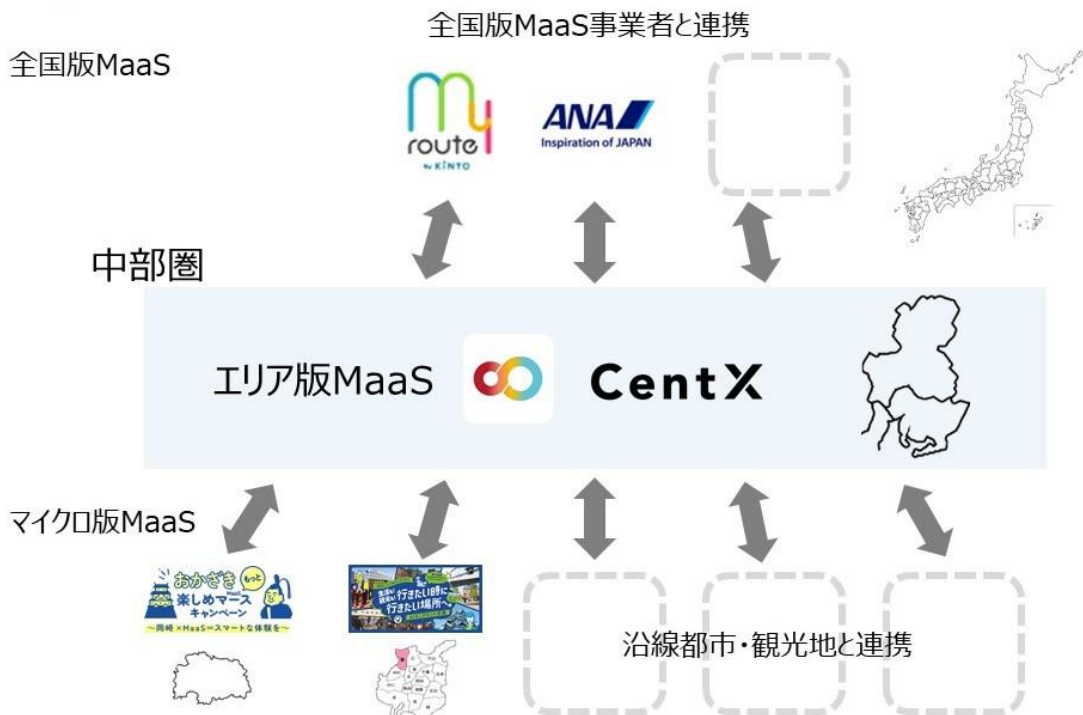 全国版MaaS事業者と連携
全国版MaaS
my
route
by KINTO
ANA
Inspiration of JAPAN
中部圏
エリア版MaaS
CentX
マイクロ版MaaS
おかざき
もっと
楽しめマース
MaaS
キャンペーン
～岡崎×MaaS=スマートな体験を～
行きたい時に
行きたい場所へ
沿線都市・観光地と連携